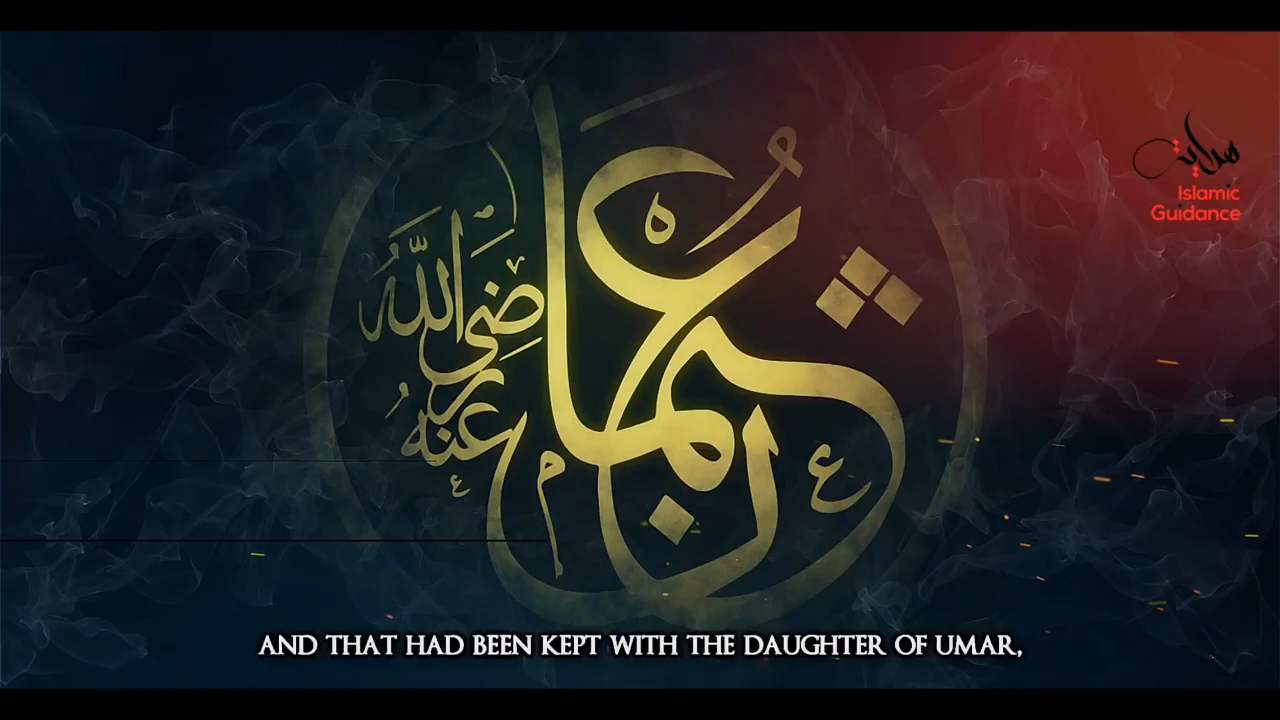 عثمان
رضي الله عنه
هداية
Islamic
Guidance
AND THAT HAD BEEN KEPT WITH THE DAUGHTER OF UMAR,